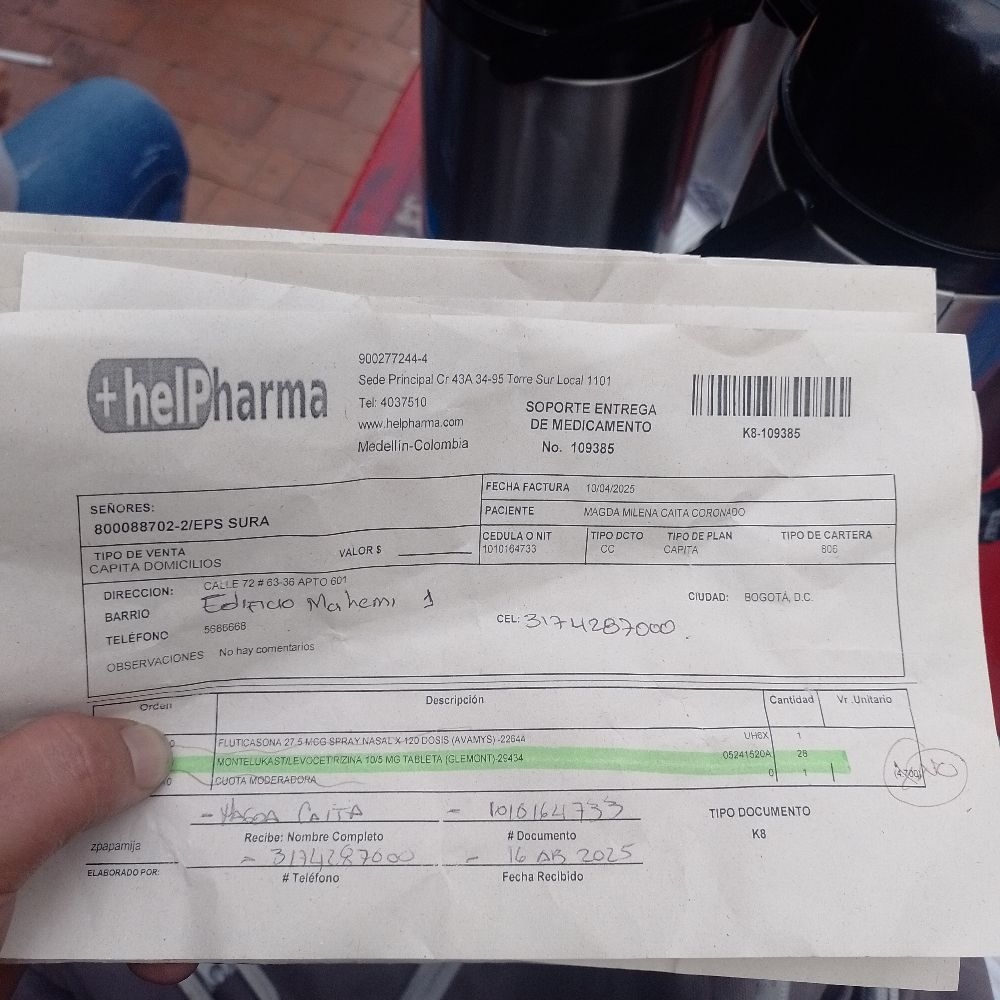 +helPharma
900277244-4
Sede Principal Cr 43A 34-95 Torre Sur Local 1101
Tel: 4037510
www.helpharma.com
Medellín-Colombia
SOPORTE ENTREGA
DE MEDICAMENTO
No. 109385
K8-109385
SEÑORES:
800088702-2/EPS SURA
FECHA FACTURA 10/04/2025
PACIENTE MAGDA MILENA CAITA CORONADO
TIPO DE VENTA
CAPITA DOMICILIOS
VALOR $
CEDULA O NIT
1010164733
TIPO DCTO
CC
TIPO DE PLAN
CAPITA
TIPO DE CARTERA
806
DIRECCION: CALLE 72 # 63-36 APTO 601
BARRIO Edificio Mahemi 1
CIUDAD: BOGOTÁ, D.C.
TELÉFONO 5686668
CEL: 3174287000
OBSERVACIONES No hay comentarios
Orden Descripción Cantidad Vr .Unitario
0 FLUTICASONA 27.5 MCG SPRAY NASAL X 120 DOSIS (AVAMYS) -22644 UH6X 1
MONTELUKAST/LEVOCETIRIZINA 10/5 MG TABLETA (GLEMONT)-29434 05241520A 28
0 CUOTA MODERADORA 0 1 (4.700) NO
- MAGDA CAITA - 1010164733
Recibe: Nombre Completo # Documento
TIPO DOCUMENTO
K8
zpapamija
ELABORADO POR:
- 3174287000 - 16 AB 2025
# Teléfono Fecha Recibido